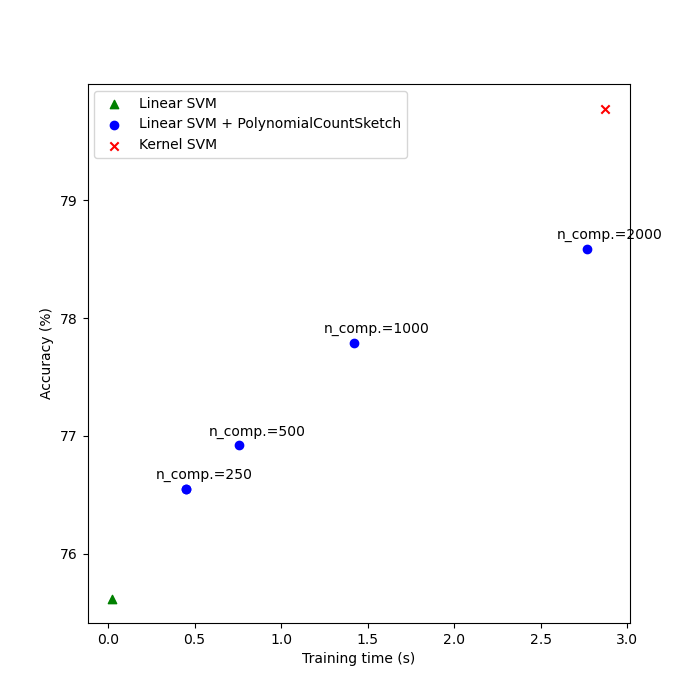 Linear SVM
Linear SVM + PolynomialCountSketch
Kernel SVM
79
n_comp.=2000
78
n_comp.=1000
77
n_comp.=500
n_comp.=250
76
Accuracy (%)
0.0 0.5 1.0 1.5 2.0 2.5 3.0
Training time (s)